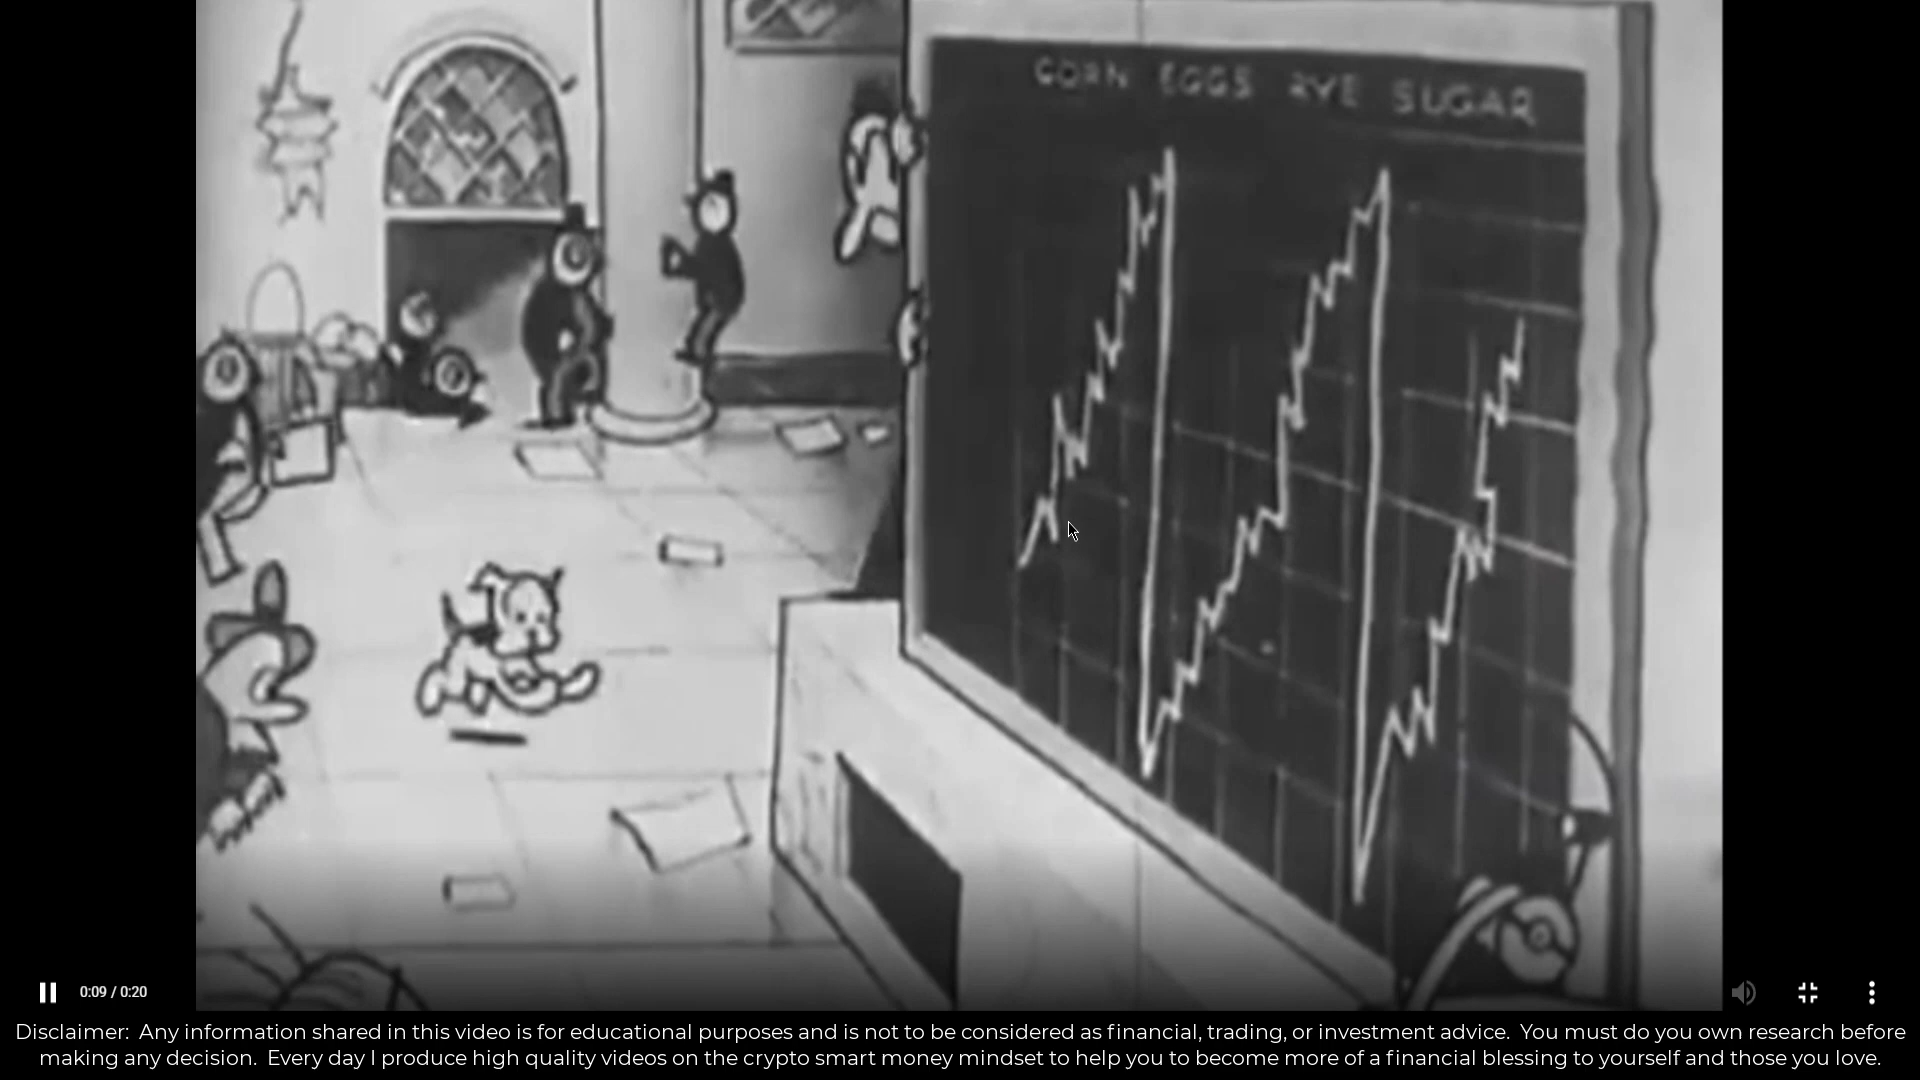 CORN EGGS RYE SUGAR
0:09 / 0:20
Disclaimer: Any information shared in this video is for educational purposes and is not to be considered as financial, trading, or investment advice. You must do you own research before
making any decision. Every day I produce high quality videos on the crypto smart money mindset to help you to become more of a financial blessing to yourself and those you love.